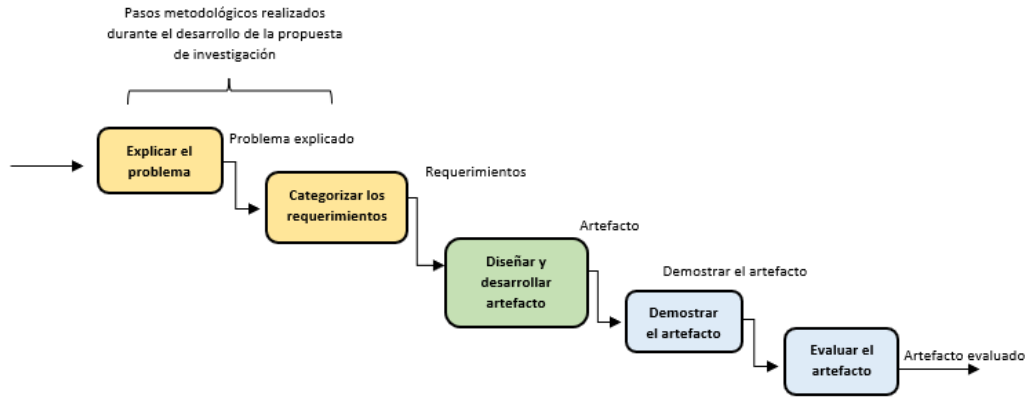 Pasos metodológicos realizados
durante el desarrollo de la propuesta
de investigación
Explicar el
problema
Problema explicado
Categorizar los
requerimientos
Requerimientos
Diseñar y
desarrollar
artefacto
Artefacto
Demostrar
el artefacto
Demostrar el artefacto
Evaluar el
artefacto
Artefacto evaluado